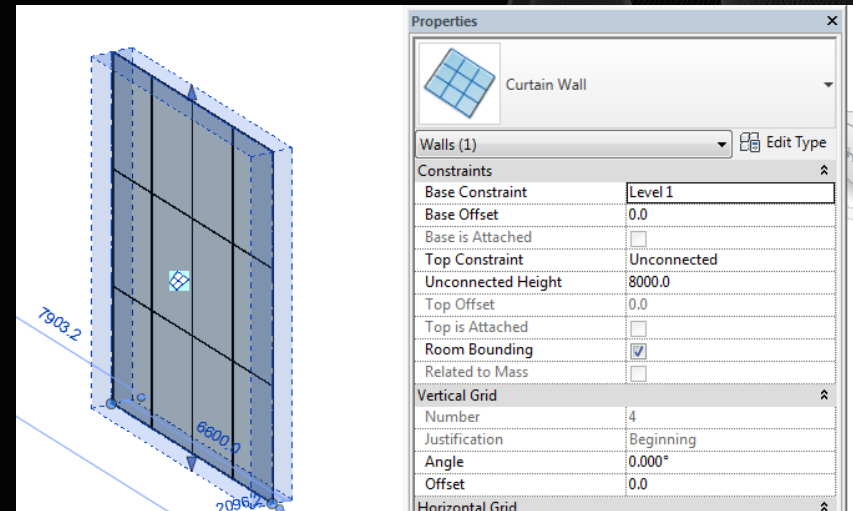 Properties
Curtain Wall
Walls (1)
Edit Type
Constraints
Base Constraint Level 1
Base Offset 0.0
Base is Attached
Top Constraint Unconnected
Unconnected Height 8000.0
Top Offset 0.0
Top is Attached
Room Bounding
Related to Mass
Vertical Grid
Number 4
Justification Beginning
Angle 0.000°
Offset 0.0
Horizontal Grid
7903.2
6600.0
2096.2